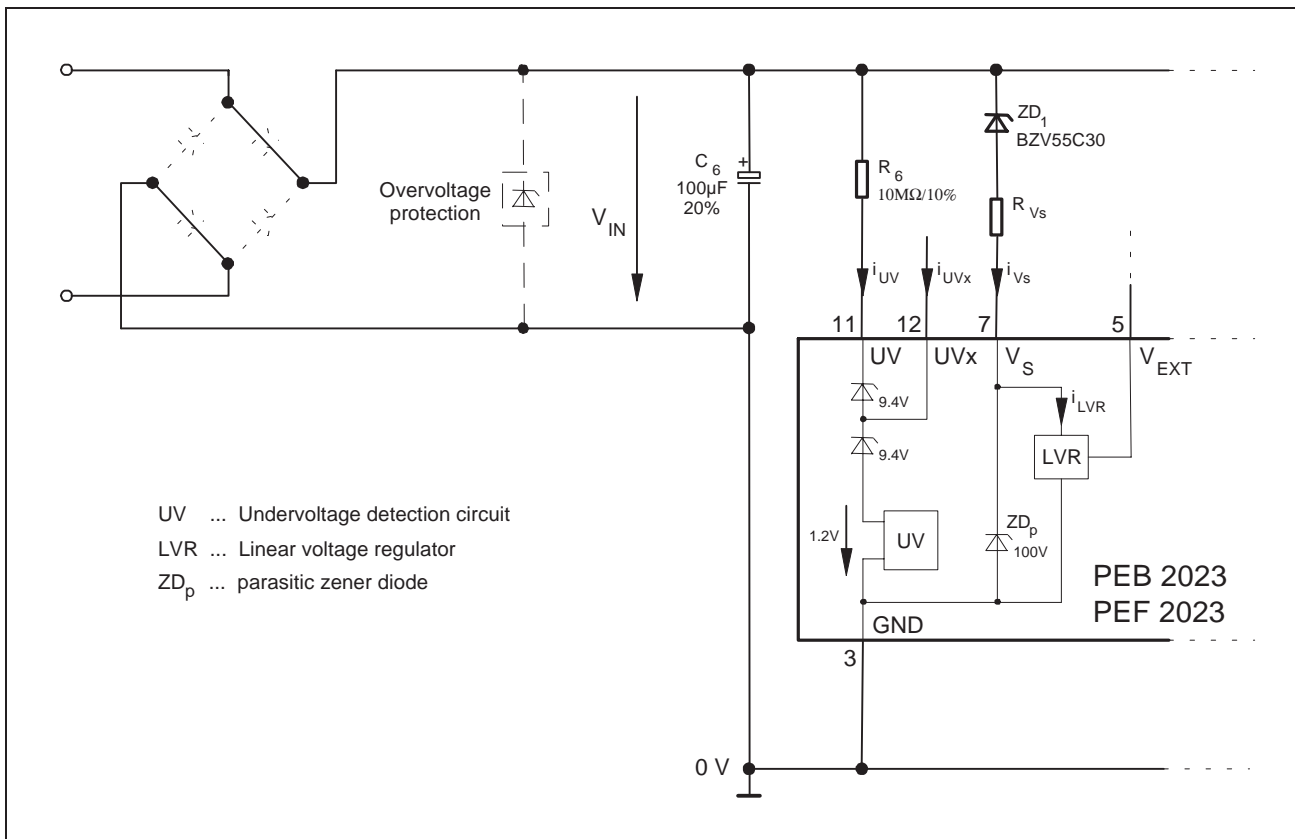 ZD1
BZV55C30
C6
+
100µF
20%
R6
10MΩ/10%
Overvoltage
protection
VIN
RVs
iUV
iUVx
iVs
11
12
7
5
UV
UVx
VS
VEXT
9.4V
iLVR
9.4V
LVR
UV ... Undervoltage detection circuit
LVR ... Linear voltage regulator
ZDp ... parasitic zener diode
1.2V
UV
ZDp
100V
PEB 2023
PEF 2023
GND
3
0 V